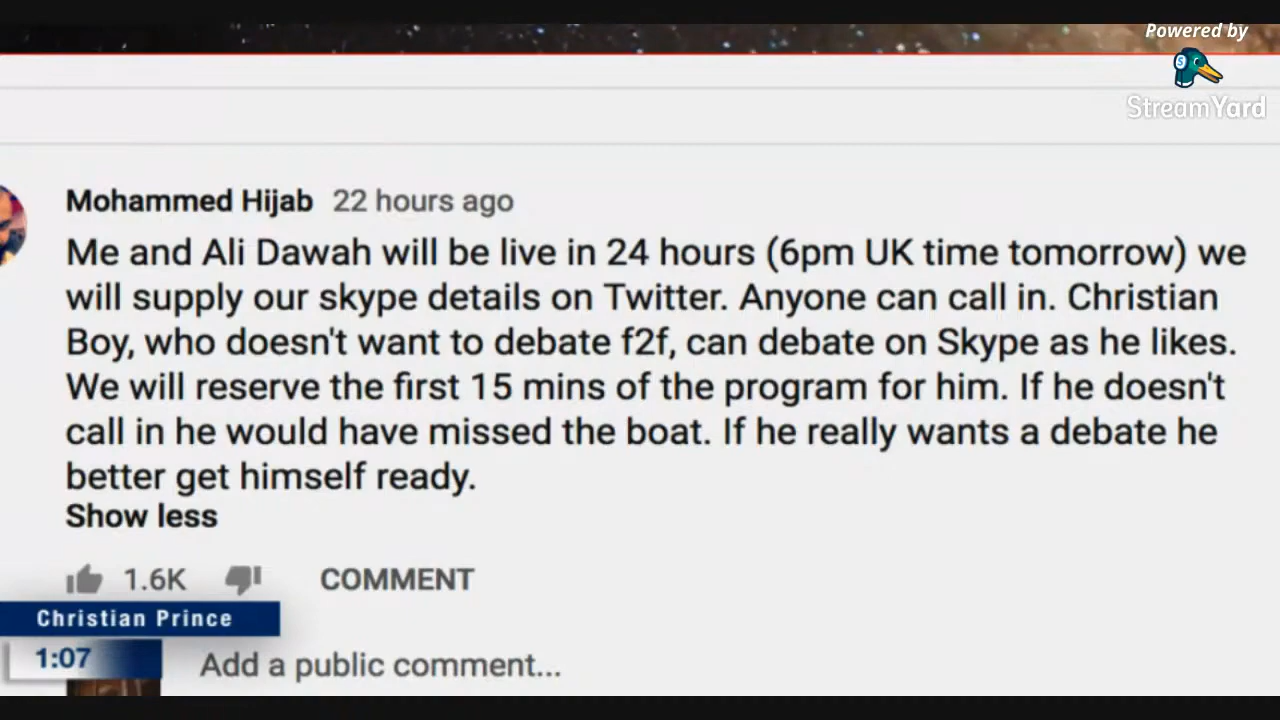 Powered by
StreamYard
Mohammed Hijab 22 hours ago
Me and Ali Dawah will be live in 24 hours (6pm UK time tomorrow) we
will supply our skype details on Twitter. Anyone can call in. Christian
Boy, who doesn't want to debate f2f, can debate on Skype as he likes.
We will reserve the first 15 mins of the program for him. If he doesn't
call in he would have missed the boat. If he really wants a debate he
better get himself ready.
Show less
1.6K COMMENT
Christian Prince
1:07
Add a public comment...